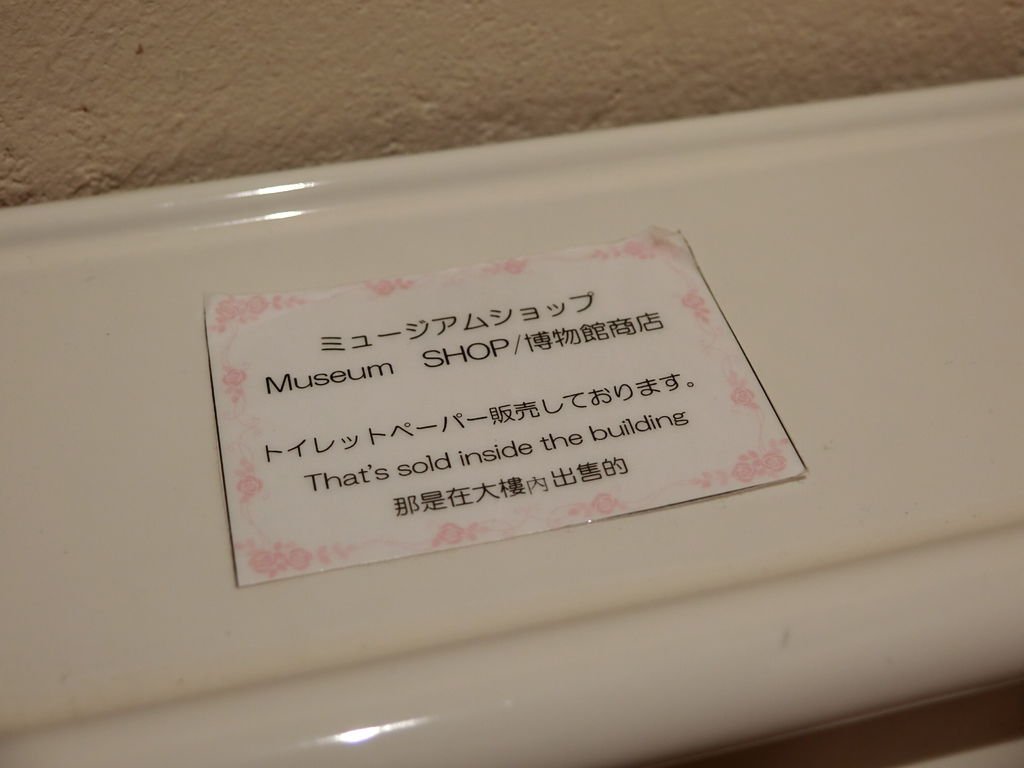 ミュージアムショップ
Museum SHOP/博物館商店
トイレットペーパー販売しております。
That's sold inside the building
那是在大樓內出售的